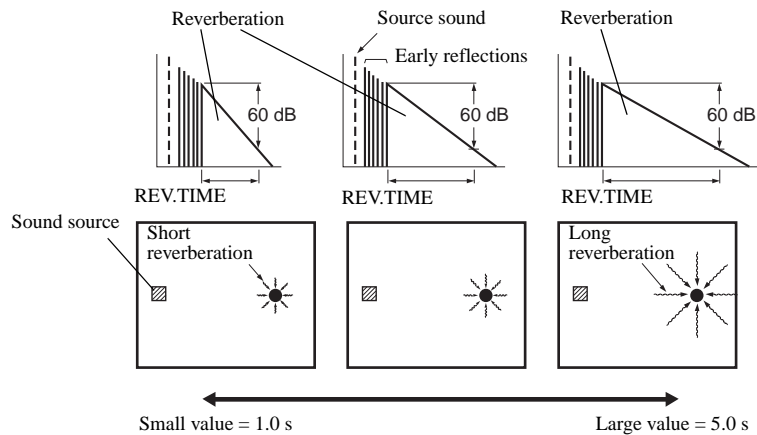 Reverberation
Source sound
Reverberation
Early reflections
60 dB
60 dB
60 dB
REV.TIME
REV.TIME
REV.TIME
Sound source
Short
reverberation
Long
reverberation
Small value = 1.0 s
Large value = 5.0 s